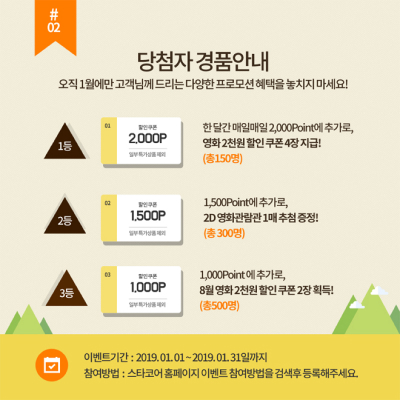 #
02
당첨자 경품안내
오직 1월에만 고객님께 드리는 다양한 프로모션 혜택을 놓치지 마세요!
1등
01
할인쿠폰
2,000P
일부 특가상품 제외
한 달간 매일매일 2,000Point에 추가로,
영화 2천원 할인 쿠폰 4장 지급!
(총150명)
2등
02
할인쿠폰
1,500P
일부 특가상품 제외
1,500Point에 추가로,
2D 영화관람관 1매 추첨 증정!
(총 300명)
3등
03
할인쿠폰
1,000P
일부 특가상품 제외
1,000Point 에 추가로,
8월 영화 2천원 할인 쿠폰 2장 획득!
(총500명)
이벤트기간 : 2019. 01. 01 ~ 2019. 01. 31일까지
참여방법 : 스타코어 홈페이지 이벤트 참여방법을 검색후 등록해주세요.